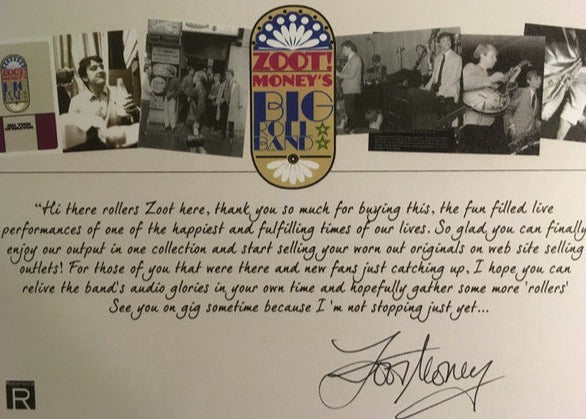 ZOOT!
MONEY'S
BIG
ROLL
BAND
"Hi there rollers Zoot here, thank you so much for buying this, the fun filled live
performances of one of the happiest and fulfilling times of our lives. So glad you can finally
enjoy our output in one collection and start selling your worn out originals on web site selling
outlets! For those of you that were there and new fans just catching up, I hope you can
relive the band's audio glories in your own time and hopefully gather some more 'rollers'
See you on gig sometime because I'm not stopping just yet...
Zoot Money
R